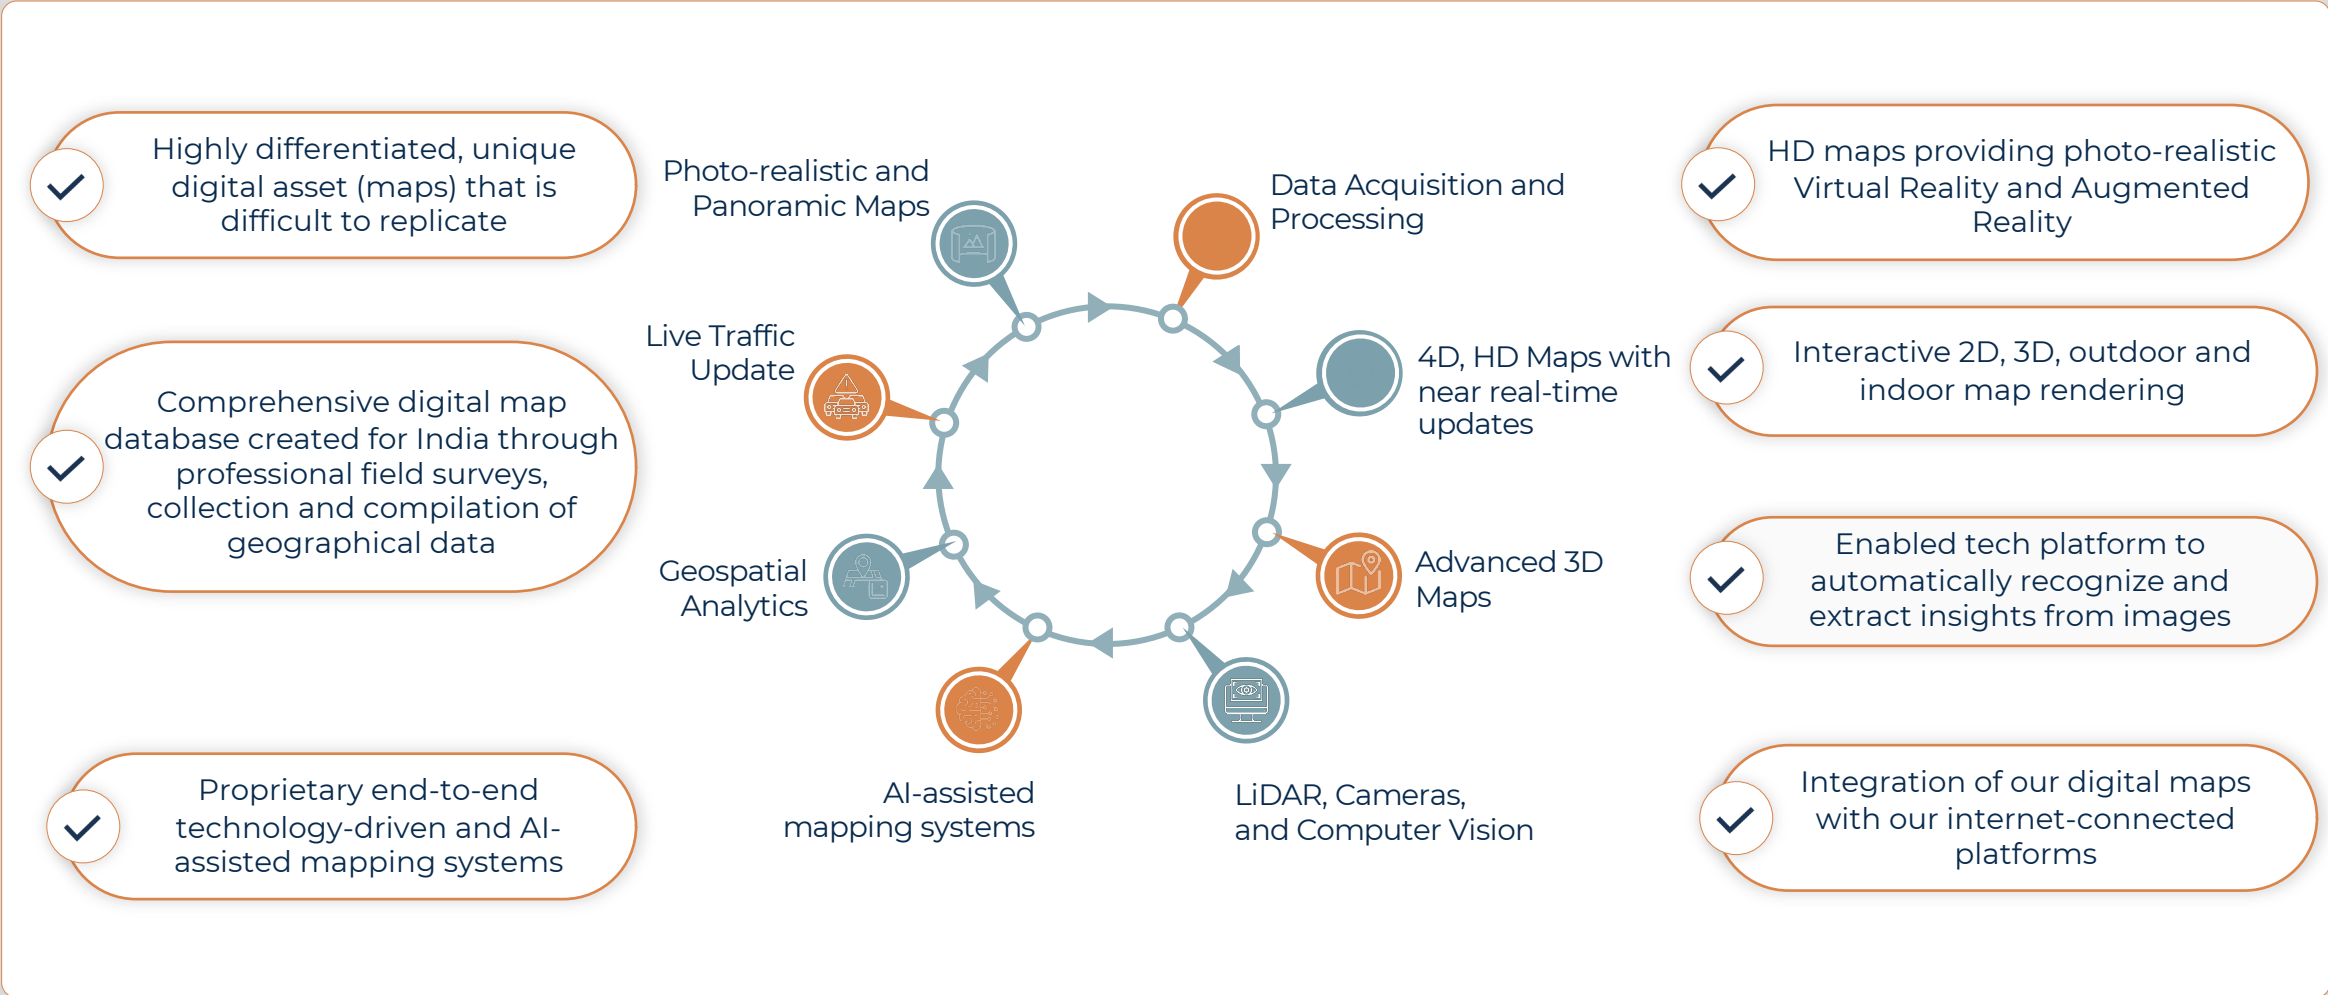 Highly differentiated, unique
digital asset (maps) that is
difficult to replicate
Comprehensive digital map
database created for India through
professional field surveys,
collection and compilation of
geographical data
Proprietary end-to-end
technology-driven and AI-
assisted mapping systems
Photo-realistic and
Panoramic Maps
Live Traffic
Update
Geospatial
Analytics
AI-assisted
mapping systems
Data Acquisition and
Processing
4D, HD Maps with
near real-time
updates
Advanced 3D
Maps
LiDAR, Cameras,
and Computer Vision
HD maps providing photo-realistic
Virtual Reality and Augmented
Reality
Interactive 2D, 3D, outdoor and
indoor map rendering
Enabled tech platform to
automatically recognize and
extract insights from images
Integration of our digital maps
with our internet-connected
platforms